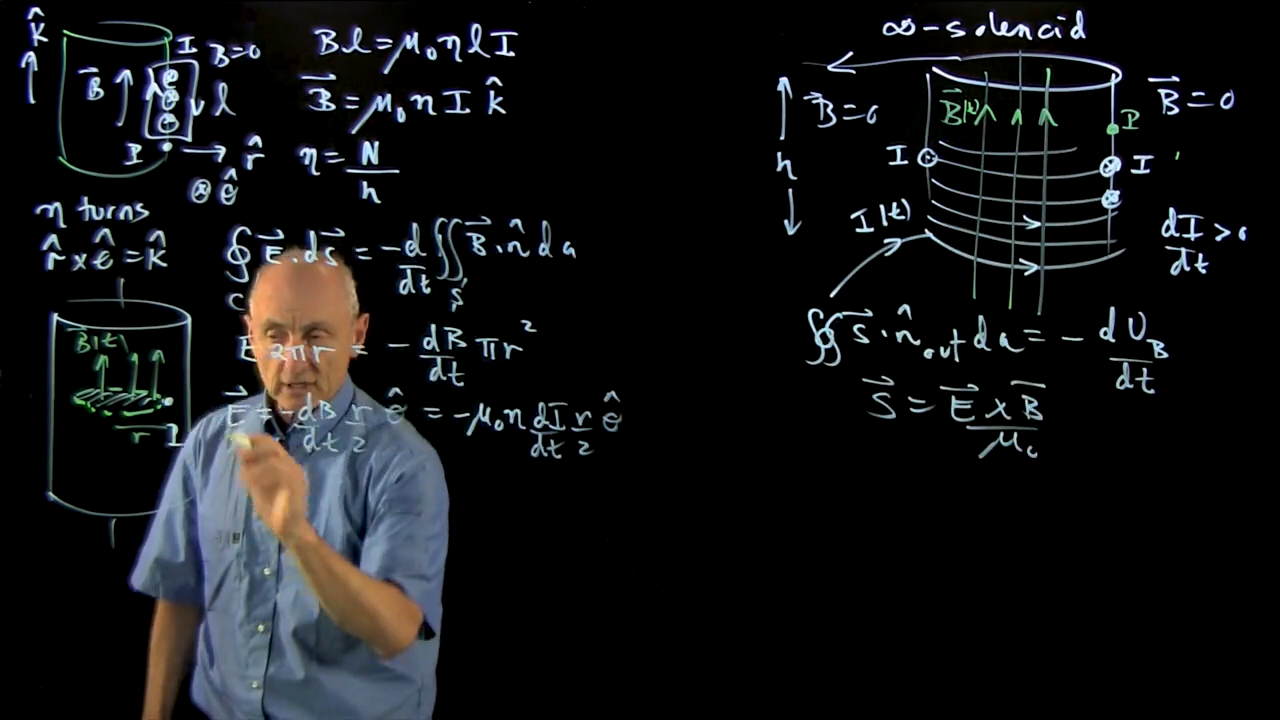 k̂
I B=0
B⃗ l
P r̂
⊗ θ̂
n turns
r̂ × θ̂ = k̂
B l = μ₀ n l I
B⃗ = μ₀ n I k̂
n = N/h
∮ E⃗ · ds⃗ = - d/dt ∬ B⃗ · n̂ da
C S
E 2πr = - dB/dt πr²
E⃗ = - dB/dt r/2 θ̂ = - μ₀ n dI/dt r/2 θ̂
B⃗(t)
r P
∞-solenoid
B⃗=0 B⃗(t) B⃗=0
P
h I I
I(t) dI/dt > 0
∯ S⃗ · n̂out da = - dU_B/dt
S⃗ = E⃗ × B⃗/μ₀